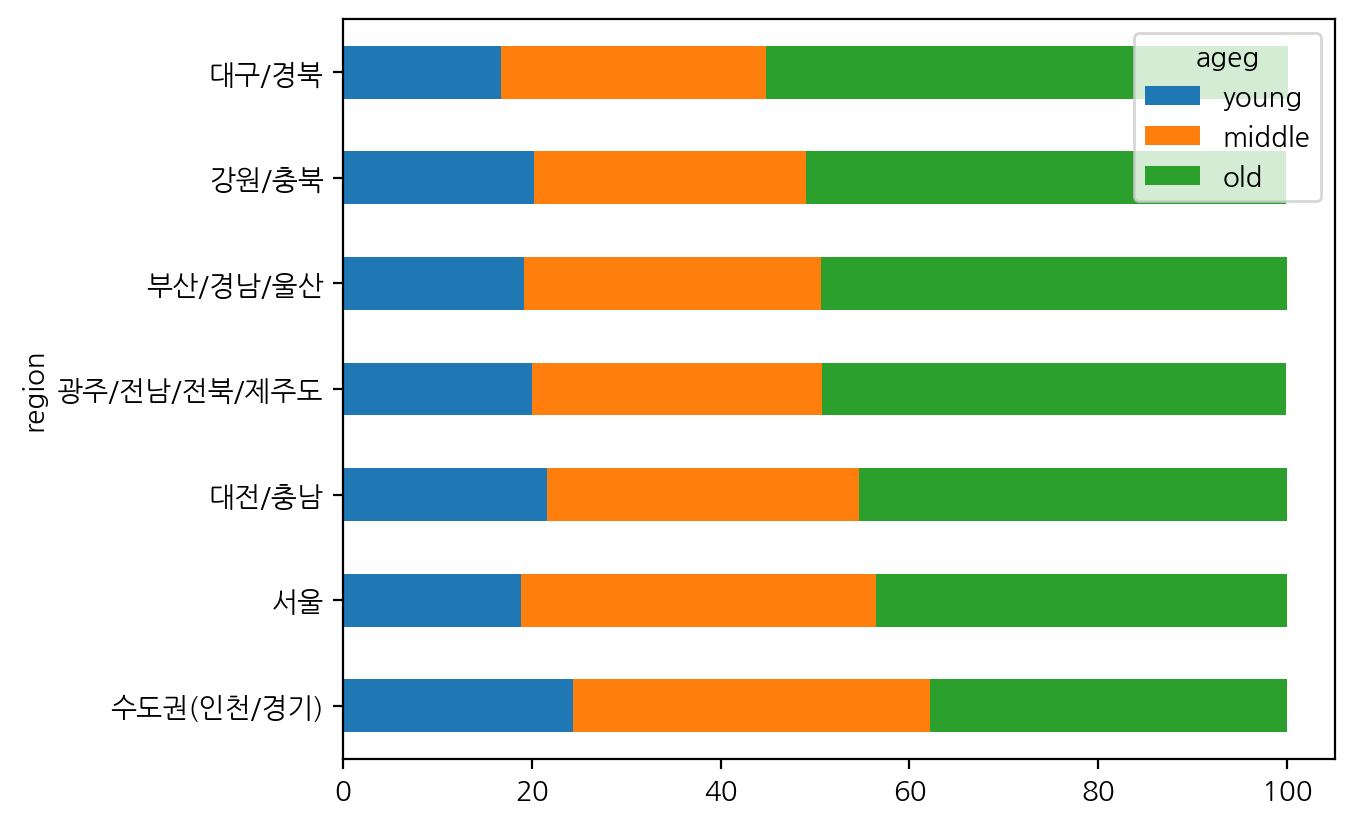 대구/경북
강원/충북
부산/경남/울산
광주/전남/전북/제주도
대전/충남
서울
수도권(인천/경기)
region
0 20 40 60 80 100
ageg
young
middle
old